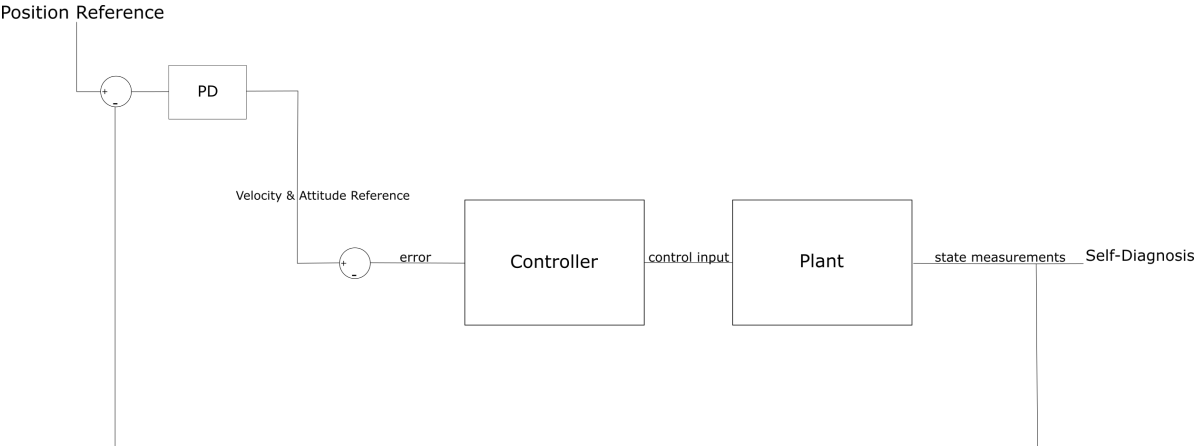 Position Reference
+
-
PD
Velocity & Attitude Reference
+
-
error
Controller
control input
Plant
state measurements
Self-Diagnosis